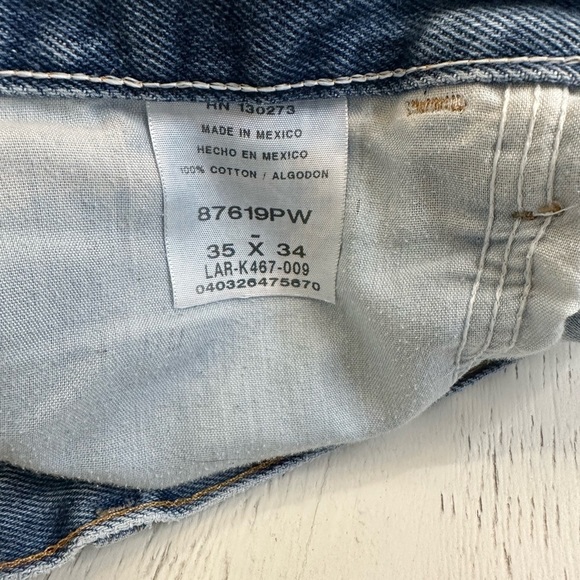 RN 130273
MADE IN MEXICO
HECHO EN MEXICO
100% COTTON / ALGODON
87619PW
-
35 X 34
LAR-K467-009
040326475670